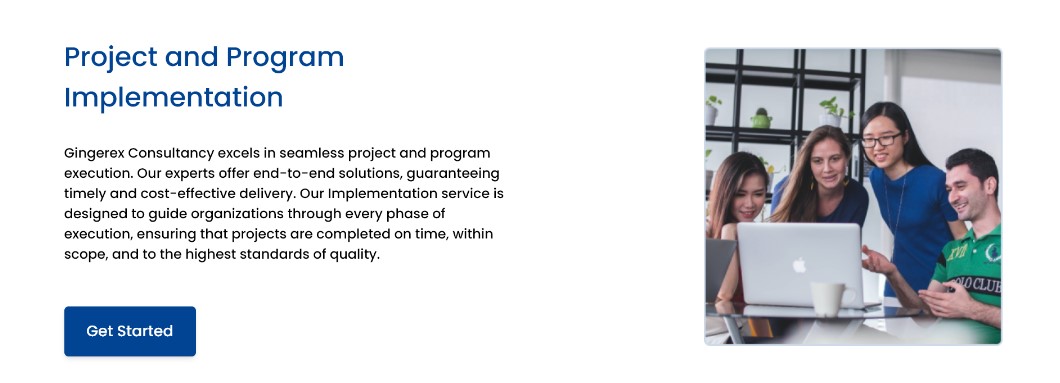 Project and Program
Implementation
Gingerex Consultancy excels in seamless project and program
execution. Our experts offer end-to-end solutions, guaranteeing
timely and cost-effective delivery. Our Implementation service is
designed to guide organizations through every phase of
execution, ensuring that projects are completed on time, within
scope, and to the highest standards of quality.
Get Started
XVII
POLO CLUB